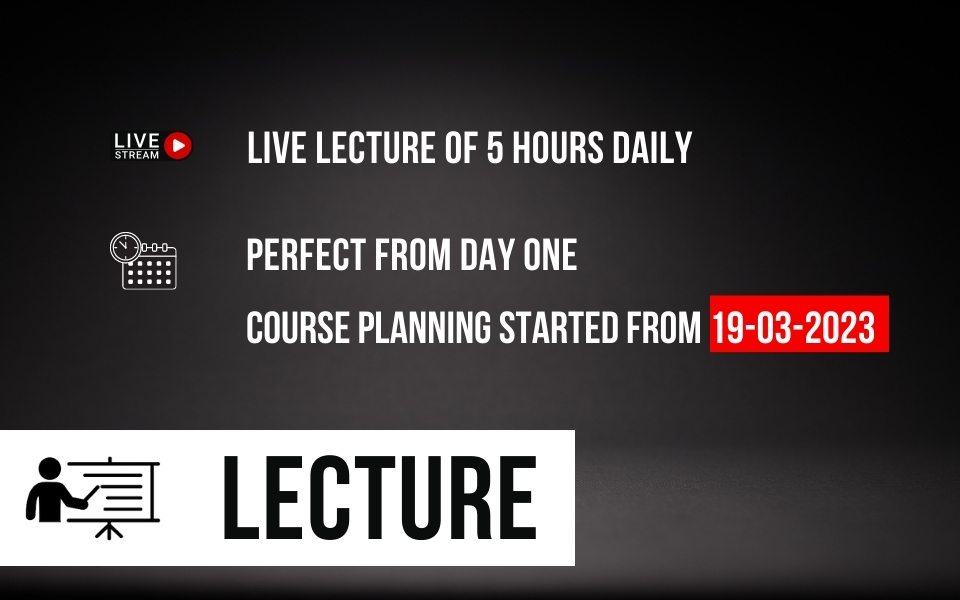 LIVE
STREAM
LIVE LECTURE OF 5 HOURS DAILY
PERFECT FROM DAY ONE
COURSE PLANNING STARTED FROM 19-03-2023
LECTURE